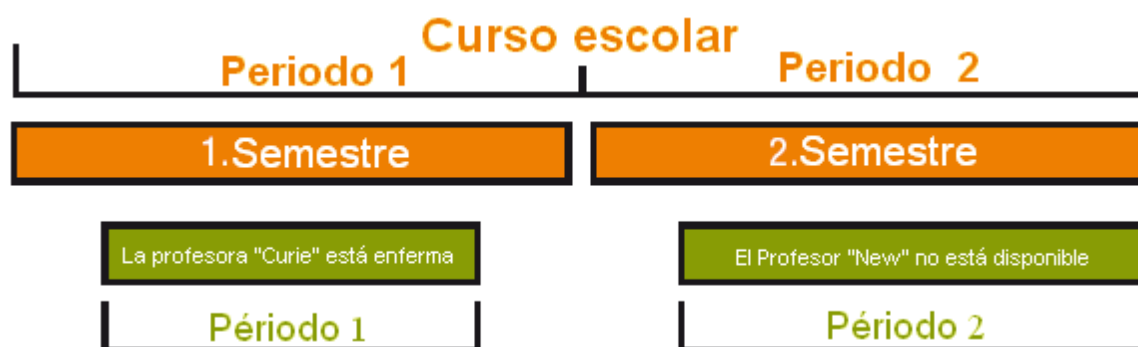 Curso escolar
Periodo 1
Periodo 2
1.Semestre
2.Semestre
La profesora "Curie" está enferma
El Profesor "New" no está disponible
Périodo 1
Périodo 2